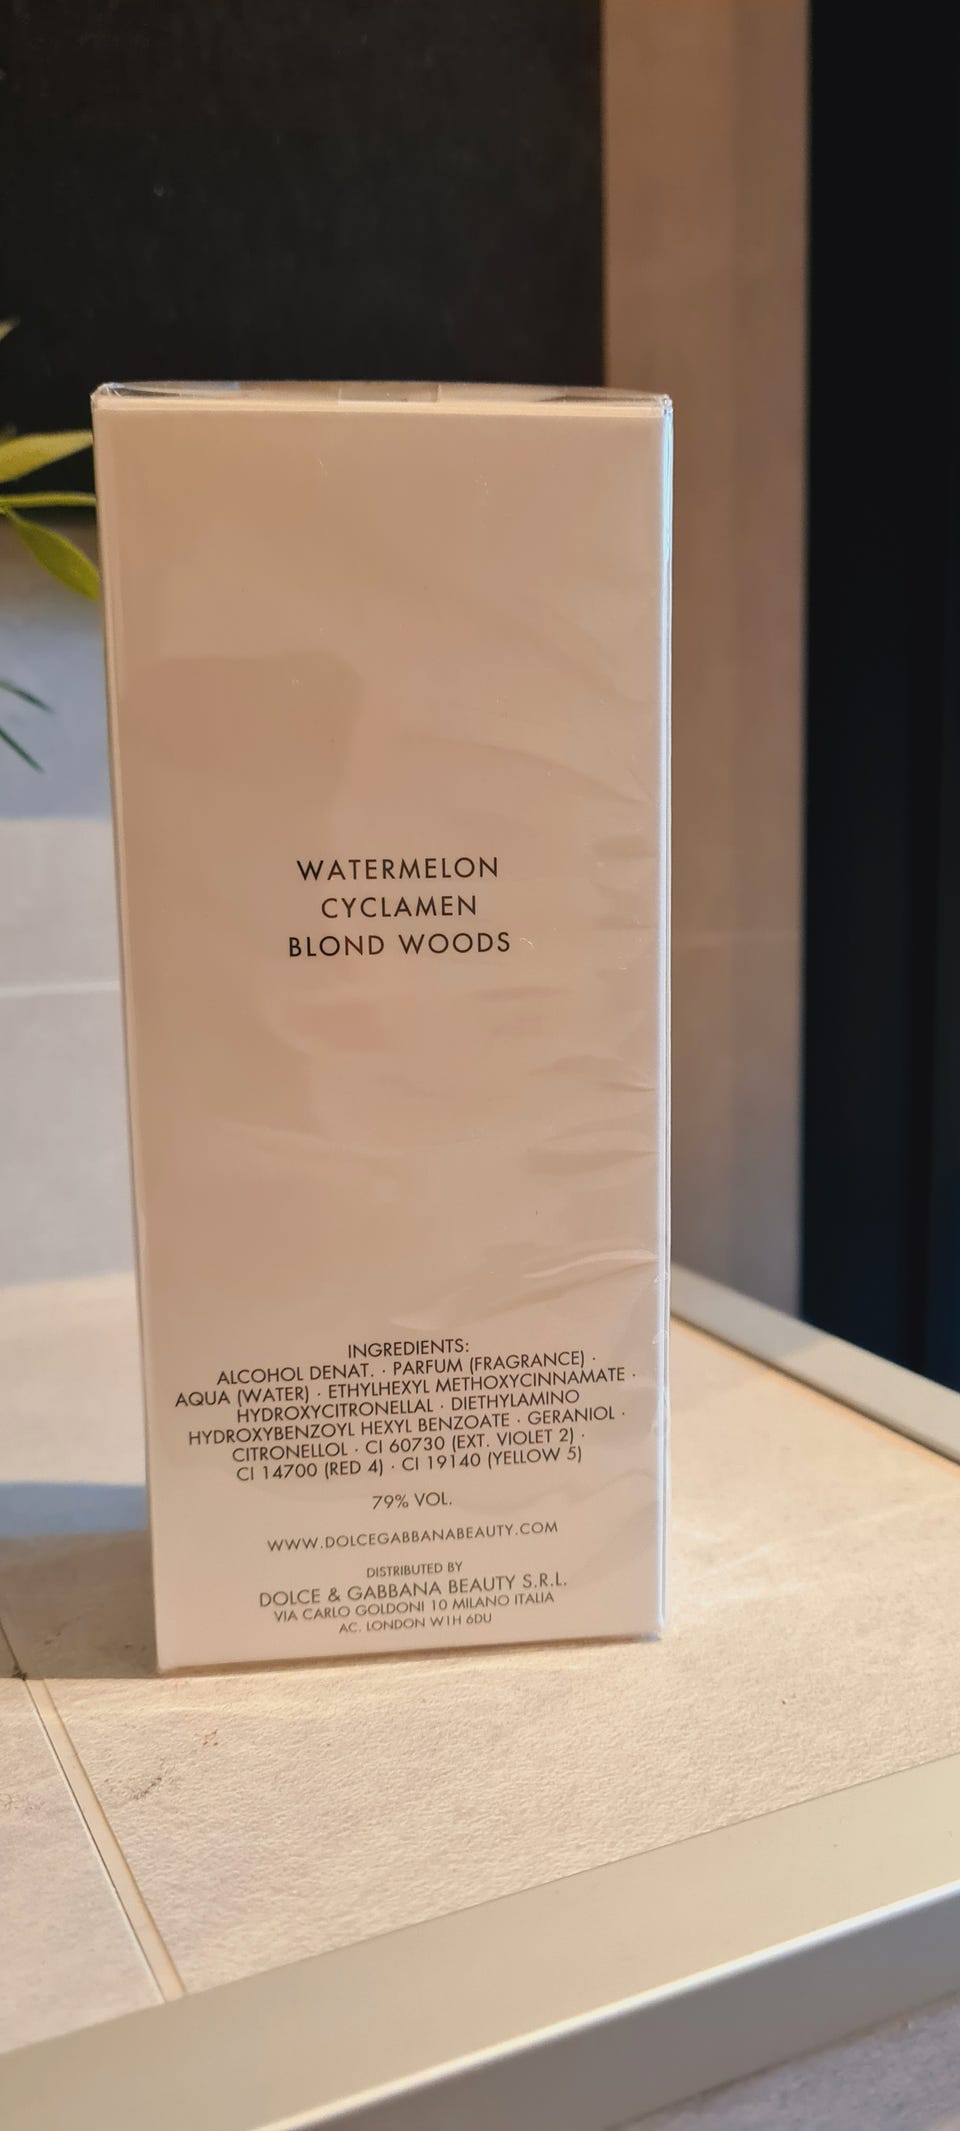 WATERMELON
CYCLAMEN
BLOND WOODS
INGREDIENTS:
ALCOHOL DENAT. · PARFUM (FRAGRANCE) ·
AQUA (WATER) · ETHYLHEXYL METHOXYCINNAMATE ·
HYDROXYCITRONELLAL · DIETHYLAMINO
HYDROXYBENZOYL HEXYL BENZOATE · GERANIOL ·
CITRONELLOL · CI 60730 (EXT. VIOLET 2) ·
CI 14700 (RED 4) · CI 19140 (YELLOW 5)
79% VOL.
WWW.DOLCEGABBANABEAUTY.COM
DISTRIBUTED BY
DOLCE & GABBANA BEAUTY S.R.L.
VIA CARLO GOLDONI 10 MILANO ITALIA
AC. LONDON W1H 6DU